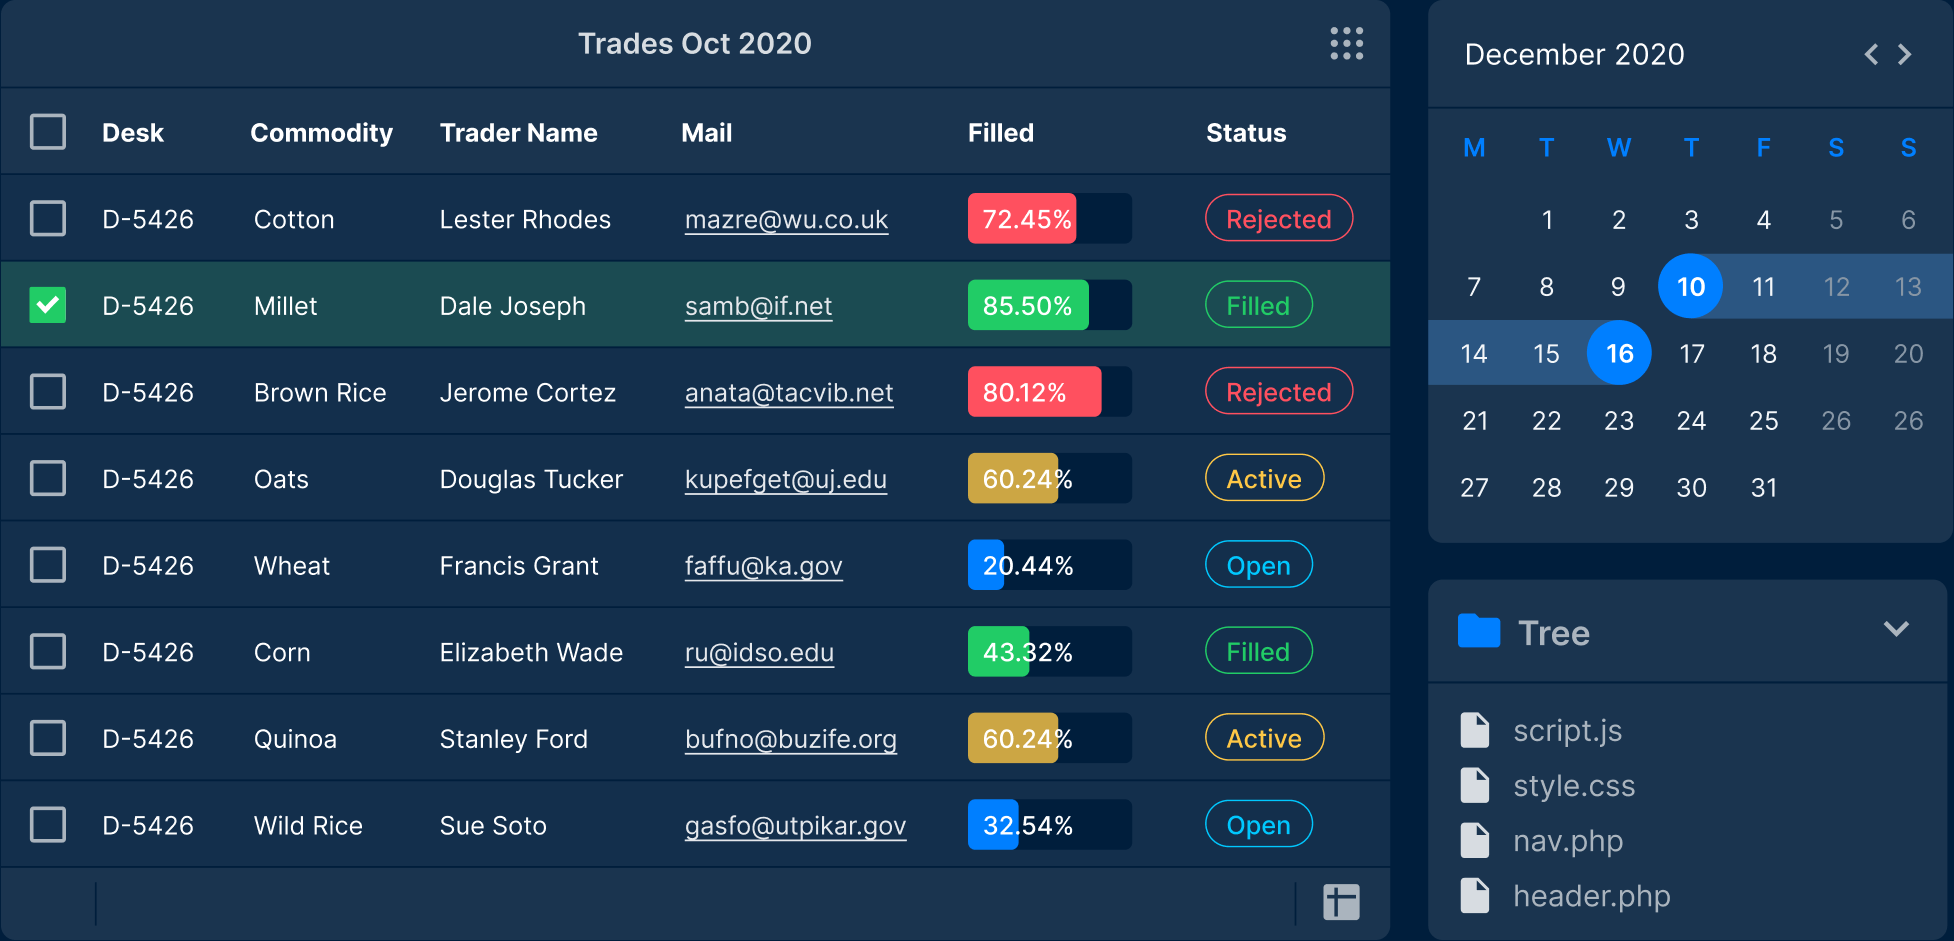 Trades Oct 2020
Desk Commodity Trader Name Mail Filled Status
D-5426 Cotton Lester Rhodes mazre@wu.co.uk 72.45% Rejected
D-5426 Millet Dale Joseph samb@if.net 85.50% Filled
D-5426 Brown Rice Jerome Cortez anata@tacvib.net 80.12% Rejected
D-5426 Oats Douglas Tucker kupefget@uj.edu 60.24% Active
D-5426 Wheat Francis Grant faffu@ka.gov 20.44% Open
D-5426 Corn Elizabeth Wade ru@idso.edu 43.32% Filled
D-5426 Quinoa Stanley Ford bufno@buzife.org 60.24% Active
D-5426 Wild Rice Sue Soto gasfo@utpikar.gov 32.54% Open
December 2020
M T W T F S S
1 2 3 4 5 6
7 8 9 10 11 12 13
14 15 16 17 18 19 20
21 22 23 24 25 26 26
27 28 29 30 31
Tree
script.js
style.css
nav.php
header.php